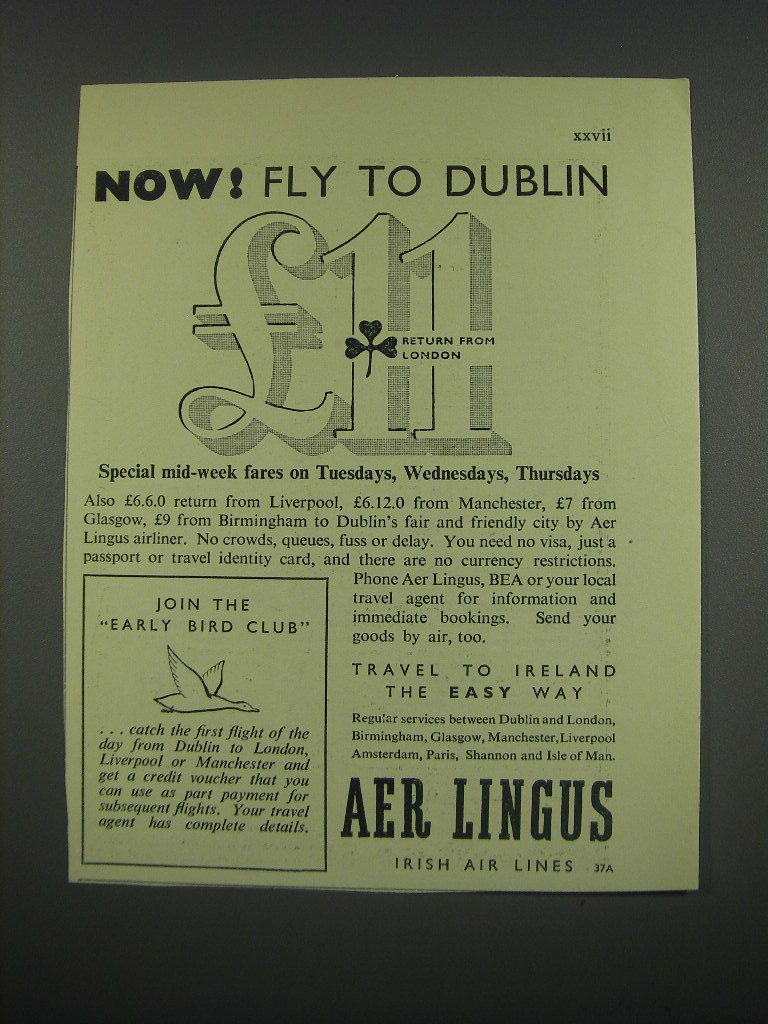 xxvii
NOW! FLY TO DUBLIN
£11
RETURN FROM
LONDON
Special mid-week fares on Tuesdays, Wednesdays, Thursdays
Also £6.6.0 return from Liverpool, £6.12.0 from Manchester, £7 from
Glasgow, £9 from Birmingham to Dublin's fair and friendly city by Aer
Lingus airliner. No crowds, queues, fuss or delay. You need no visa, just a
passport or travel identity card, and there are no currency restrictions.
Phone Aer Lingus, BEA or your local
travel agent for information and
immediate bookings. Send your
goods by air, too.
JOIN THE
"EARLY BIRD CLUB"
. . . catch the first flight of the
day from Dublin to London,
Liverpool or Manchester and
get a credit voucher that you
can use as part payment for
subsequent flights. Your travel
agent has complete details.
TRAVEL TO IRELAND
THE EASY WAY
Regular services between Dublin and London,
Birmingham, Glasgow, Manchester, Liverpool
Amsterdam, Paris, Shannon and Isle of Man.
AER LINGUS
IRISH AIR LINES 37A